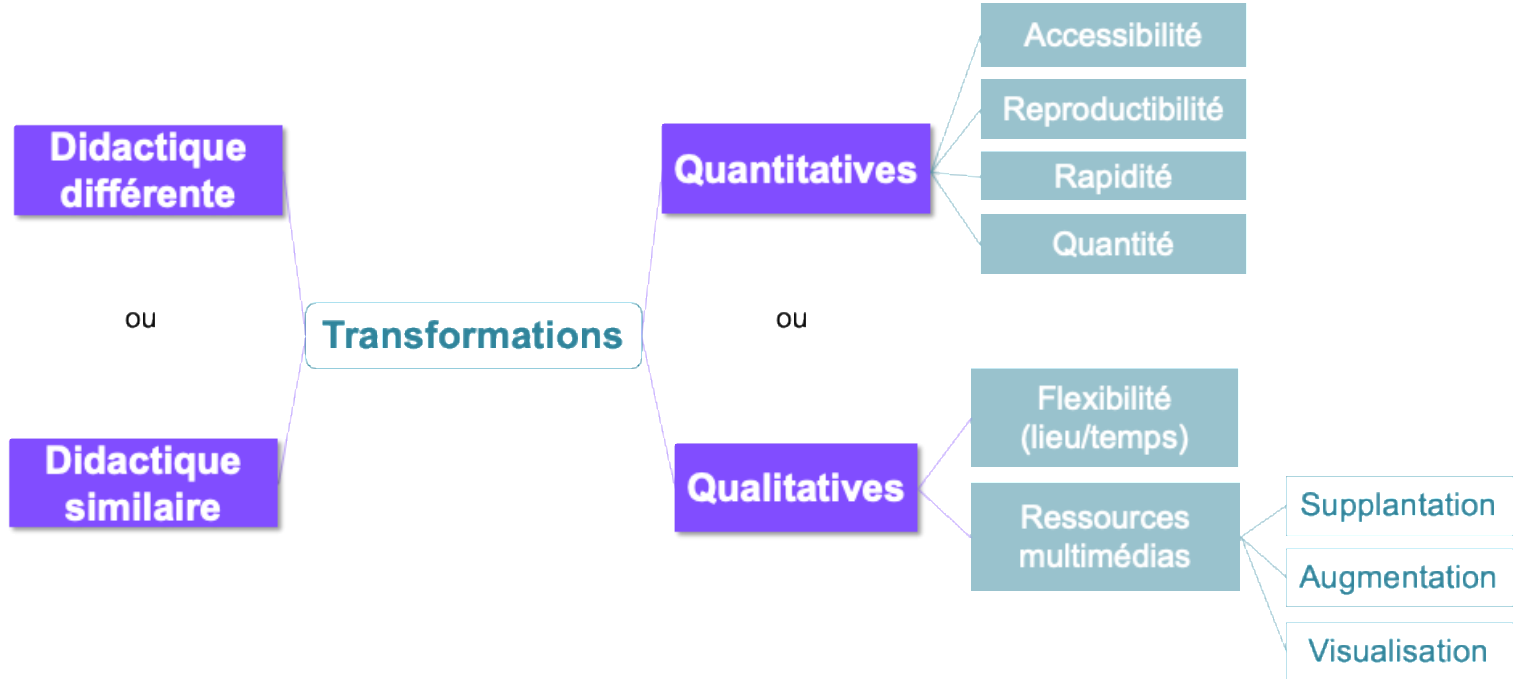 Didactique
différente
ou
Didactique
similaire
Transformations
Quantitatives
ou
Qualitatives
Accessibilité
Reproductibilité
Rapidité
Quantité
Flexibilité
(lieu/temps)
Ressources
multimédias
Supplantation
Augmentation
Visualisation